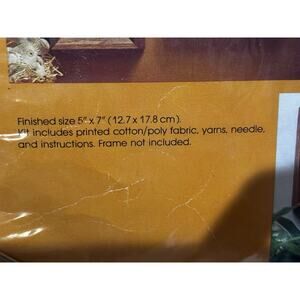 Finished size 5" x 7" (12.7 x 17.8 cm).
Kit includes printed cotton/poly fabric, yarns, needle,
and instructions. Frame not included.